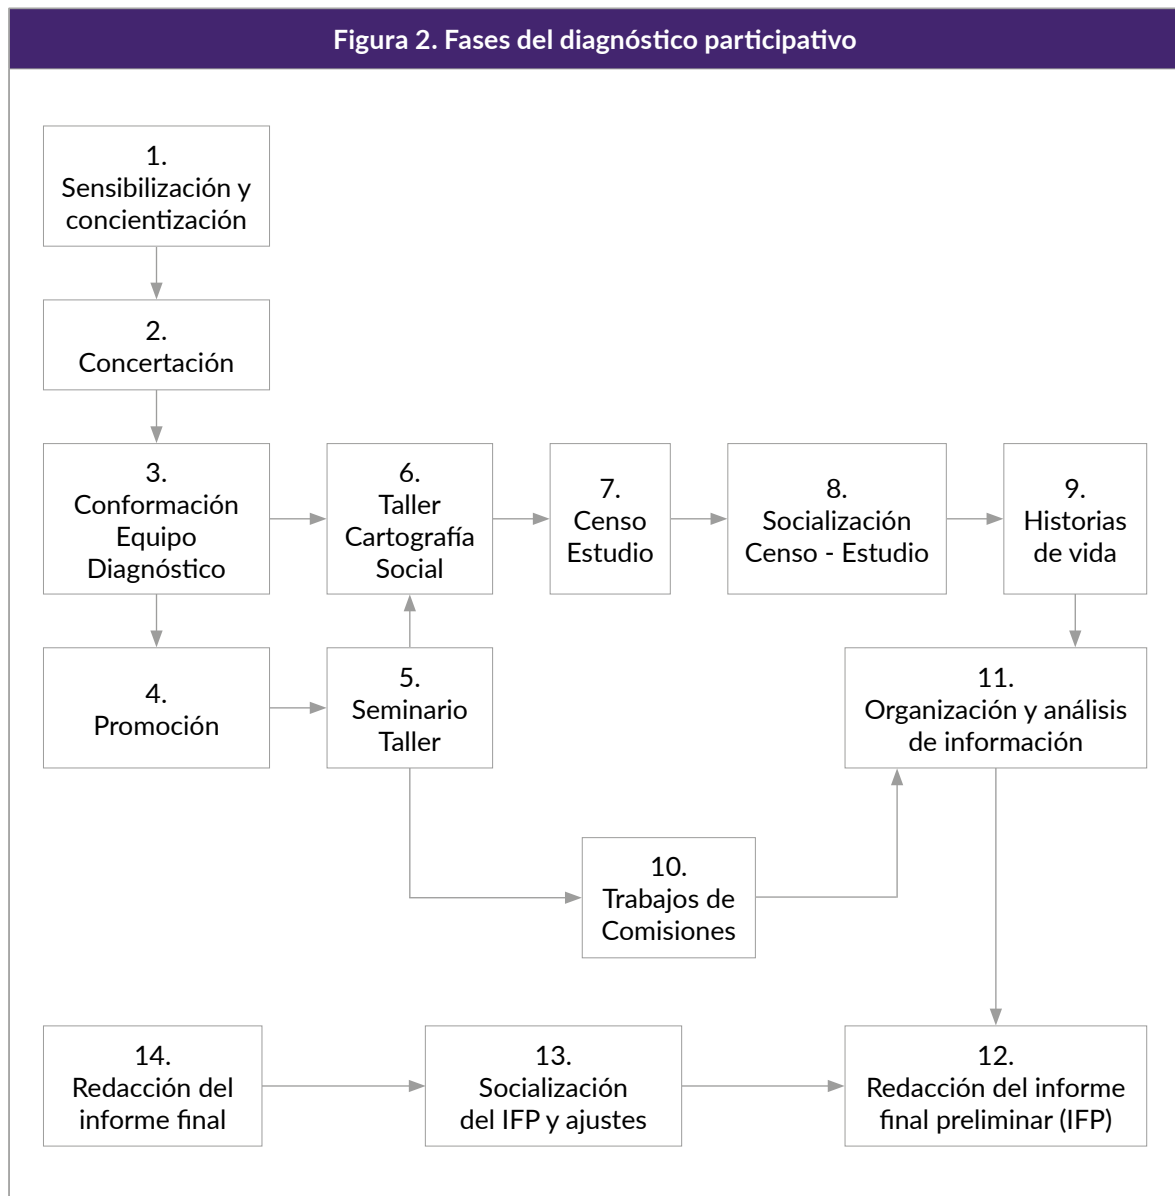 Figura 2. Fases del diagnóstico participativo
1.
Sensibilización y
concientización
2.
Concertación
3.
Conformación
Equipo
Diagnóstico
4.
Promoción
5.
Seminario
Taller
6.
Taller
Cartografía
Social
7.
Censo
Estudio
8.
Socialización
Censo - Estudio
9.
Historias
de vida
10.
Trabajos de
Comisiones
11.
Organización y análisis
de información
12.
Redacción del informe
final preliminar (IFP)
13.
Socialización
del IFP y ajustes
14.
Redacción del
informe final